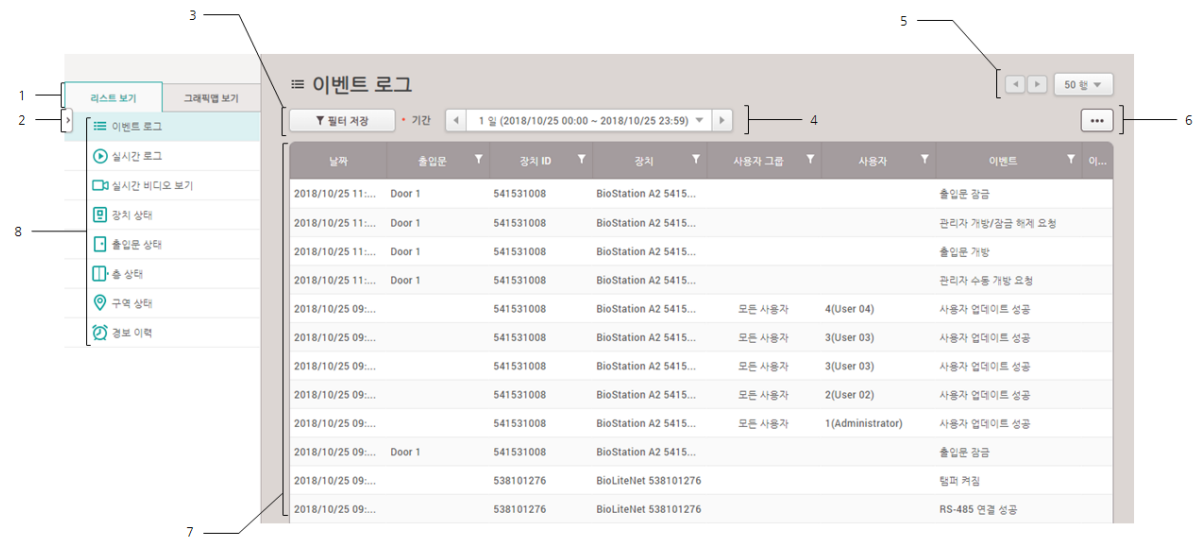 3
5
이벤트 로그
50 행
1
리스트 보기
그래픽맵 보기
2
필터 저장
• 기간
1 일 (2018/10/25 00:00 ~ 2018/10/25 23:59)
4
•••
6
이벤트 로그
실시간 로그
실시간 비디오 보기
장치 상태
출입문 상태
층 상태
구역 상태
경보 이력
8
날짜 출입문 장치 ID 장치 사용자 그룹 사용자 이벤트 이...
2018/10/25 11:... Door 1 541531008 BioStation A2 5415... 출입문 잠금
2018/10/25 11:... Door 1 541531008 BioStation A2 5415... 관리자 개방/잠금 해제 요청
2018/10/25 11:... Door 1 541531008 BioStation A2 5415... 출입문 개방
2018/10/25 11:... Door 1 541531008 BioStation A2 5415... 관리자 수동 개방 요청
2018/10/25 09:... 541531008 BioStation A2 5415... 모든 사용자 4(User 04) 사용자 업데이트 성공
2018/10/25 09:... 541531008 BioStation A2 5415... 모든 사용자 3(User 03) 사용자 업데이트 성공
2018/10/25 09:... 541531008 BioStation A2 5415... 모든 사용자 3(User 03) 사용자 업데이트 성공
2018/10/25 09:... 541531008 BioStation A2 5415... 모든 사용자 2(User 02) 사용자 업데이트 성공
2018/10/25 09:... 541531008 BioStation A2 5415... 모든 사용자 1(Administrator) 사용자 업데이트 성공
2018/10/25 09:... Door 1 541531008 BioStation A2 5415... 출입문 잠금
2018/10/25 09:... 538101276 BioLiteNet 538101276 탬퍼 켜짐
2018/10/25 09:... 538101276 BioLiteNet 538101276 RS-485 연결 성공
7